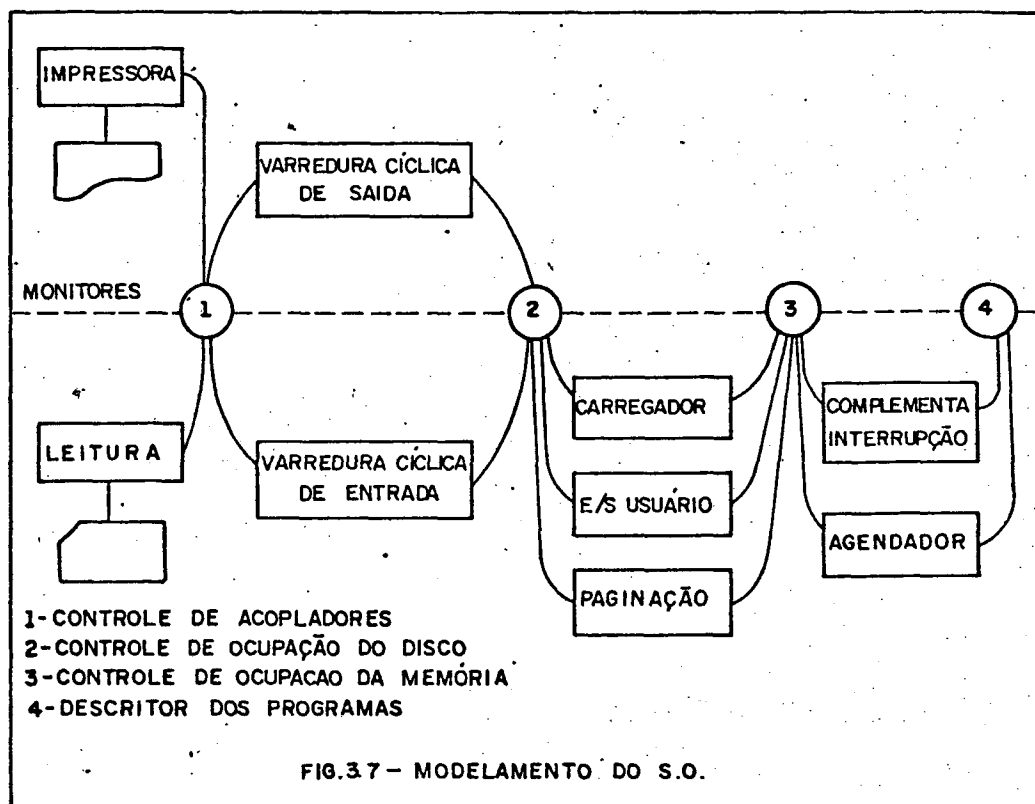 IMPRESSORA
VARREDURA CÍCLICA
DE SAIDA
MONITORES
1
2
3
4
LEITURA
VARREDURA CÍCLICA
DE ENTRADA
CARREGADOR
E/S USUÁRIO
PAGINAÇÃO
COMPLEMENTA
INTERRUPÇÃO
AGENDADOR
1-CONTROLE DE ACOPLADORES
2-CONTROLE DE OCUPAÇÃO DO DISCO
3-CONTROLE DE OCUPACAO DA MEMÓRIA
4-DESCRITOR DOS PROGRAMAS
FIG.3.7- MODELAMENTO DO S.O.